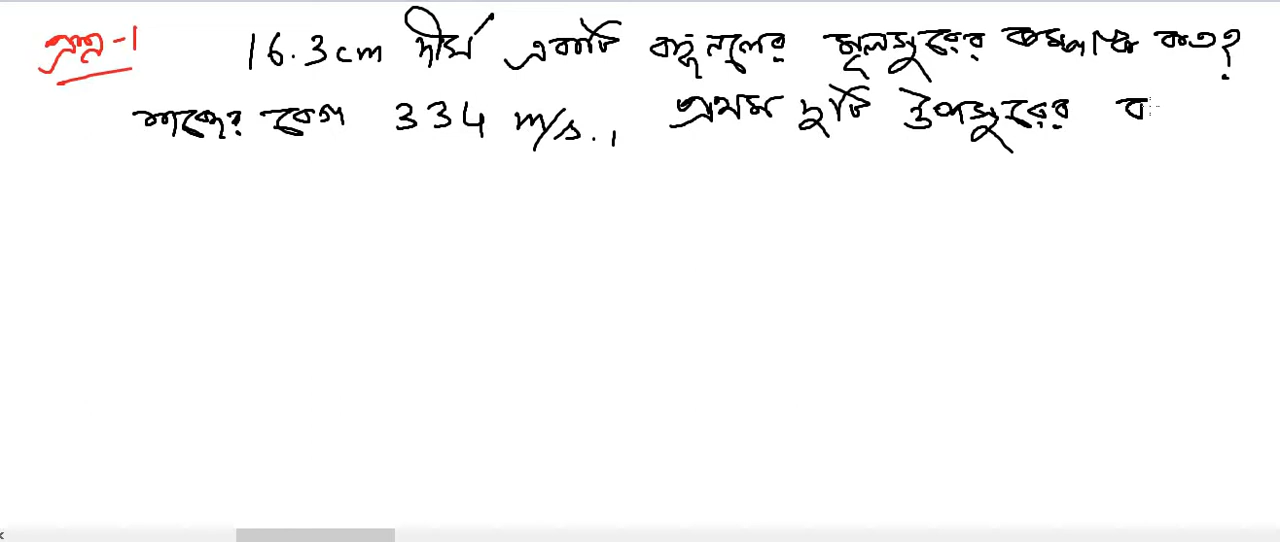 প্রশ্ন-1 16.3cm দীর্ঘ একটি বদ্ধ নলের মূলসুরের কম্পাঙ্ক কত?
শব্দের বেগ 334 m/s. , প্রথম দুটি উপসুরের ক